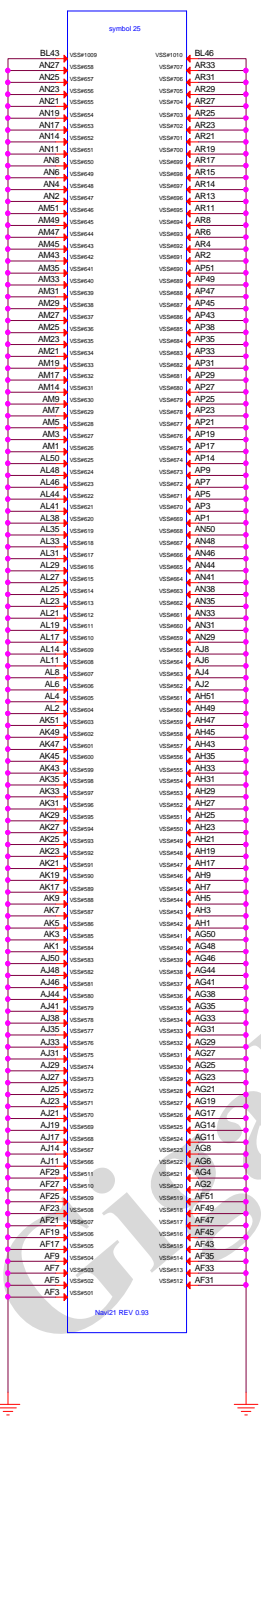 symbol 25
BL43 VSS#1009 VSS#1010 BL46
AN27 VSS#658 VSS#707 AR33
AN25 VSS#657 VSS#706 AR31
AN23 VSS#656 VSS#705 AR29
AN21 VSS#655 VSS#704 AR27
AN19 VSS#654 VSS#703 AR25
AN17 VSS#653 VSS#702 AR23
AN14 VSS#652 VSS#701 AR21
AN11 VSS#651 VSS#700 AR19
AN8 VSS#650 VSS#699 AR17
AN6 VSS#649 VSS#698 AR15
AN4 VSS#648 VSS#697 AR14
AN2 VSS#647 VSS#696 AR13
AM51 VSS#646 VSS#695 AR11
AM49 VSS#645 VSS#694 AR8
AM47 VSS#644 VSS#693 AR6
AM45 VSS#643 VSS#692 AR4
AM43 VSS#642 VSS#691 AR2
AM35 VSS#641 VSS#690 AP51
AM33 VSS#640 VSS#689 AP49
AM31 VSS#639 VSS#688 AP47
AM29 VSS#638 VSS#687 AP45
AM27 VSS#637 VSS#686 AP43
AM25 VSS#636 VSS#685 AP38
AM23 VSS#635 VSS#684 AP35
AM21 VSS#634 VSS#683 AP33
AM19 VSS#633 VSS#682 AP31
AM17 VSS#632 VSS#681 AP29
AM14 VSS#631 VSS#680 AP27
AM9 VSS#630 VSS#679 AP25
AM7 VSS#629 VSS#678 AP23
AM5 VSS#628 VSS#677 AP21
AM3 VSS#627 VSS#676 AP19
AM1 VSS#626 VSS#675 AP17
AL50 VSS#625 VSS#674 AP14
AL48 VSS#624 VSS#673 AP9
AL46 VSS#623 VSS#672 AP7
AL44 VSS#622 VSS#671 AP5
AL41 VSS#621 VSS#670 AP3
AL38 VSS#620 VSS#669 AP1
AL35 VSS#619 VSS#668 AN50
AL33 VSS#618 VSS#667 AN48
AL31 VSS#617 VSS#666 AN46
AL29 VSS#616 VSS#665 AN44
AL27 VSS#615 VSS#664 AN41
AL25 VSS#614 VSS#663 AN38
AL23 VSS#613 VSS#662 AN35
AL21 VSS#612 VSS#661 AN33
AL19 VSS#611 VSS#660 AN31
AL17 VSS#610 VSS#659 AN29
AL14 VSS#609 VSS#565 AJ8
AL11 VSS#608 VSS#564 AJ6
AL8 VSS#607 VSS#563 AJ4
AL6 VSS#606 VSS#562 AJ2
AL4 VSS#605 VSS#561 AH51
AL2 VSS#604 VSS#560 AH49
AK51 VSS#603 VSS#559 AH47
AK49 VSS#602 VSS#558 AH45
AK47 VSS#601 VSS#557 AH43
AK45 VSS#600 VSS#556 AH35
AK43 VSS#599 VSS#555 AH33
AK35 VSS#598 VSS#554 AH31
AK33 VSS#597 VSS#553 AH29
AK31 VSS#596 VSS#552 AH27
AK29 VSS#595 VSS#551 AH25
AK27 VSS#594 VSS#550 AH23
AK25 VSS#593 VSS#549 AH21
AK23 VSS#592 VSS#548 AH19
AK21 VSS#591 VSS#547 AH17
AK19 VSS#590 VSS#546 AH9
AK17 VSS#589 VSS#545 AH7
AK9 VSS#588 VSS#544 AH5
AK7 VSS#587 VSS#543 AH3
AK5 VSS#586 VSS#542 AH1
AK3 VSS#585 VSS#541 AG50
AK1 VSS#584 VSS#540 AG48
AJ50 VSS#583 VSS#539 AG46
AJ48 VSS#582 VSS#538 AG44
AJ46 VSS#581 VSS#537 AG41
AJ44 VSS#580 VSS#536 AG38
AJ41 VSS#579 VSS#535 AG35
AJ38 VSS#578 VSS#534 AG33
AJ35 VSS#577 VSS#533 AG31
AJ33 VSS#576 VSS#532 AG29
AJ31 VSS#575 VSS#531 AG27
AJ29 VSS#574 VSS#530 AG25
AJ27 VSS#573 VSS#529 AG23
AJ25 VSS#572 VSS#528 AG21
AJ23 VSS#571 VSS#527 AG19
AJ21 VSS#570 VSS#526 AG17
AJ19 VSS#569 VSS#525 AG14
AJ17 VSS#568 VSS#524 AG11
AJ14 VSS#567 VSS#523 AG8
AJ11 VSS#566 VSS#522 AG6
AF29 VSS#511 VSS#521 AG4
AF27 VSS#510 VSS#520 AG2
AF25 VSS#509 VSS#519 AF51
AF23 VSS#508 VSS#518 AF49
AF21 VSS#507 VSS#517 AF47
AF19 VSS#506 VSS#516 AF45
AF17 VSS#505 VSS#515 AF43
AF9 VSS#504 VSS#514 AF35
AF7 VSS#503 VSS#513 AF33
AF5 VSS#502 VSS#512 AF31
AF3 VSS#501
Navi21 REV 0.93